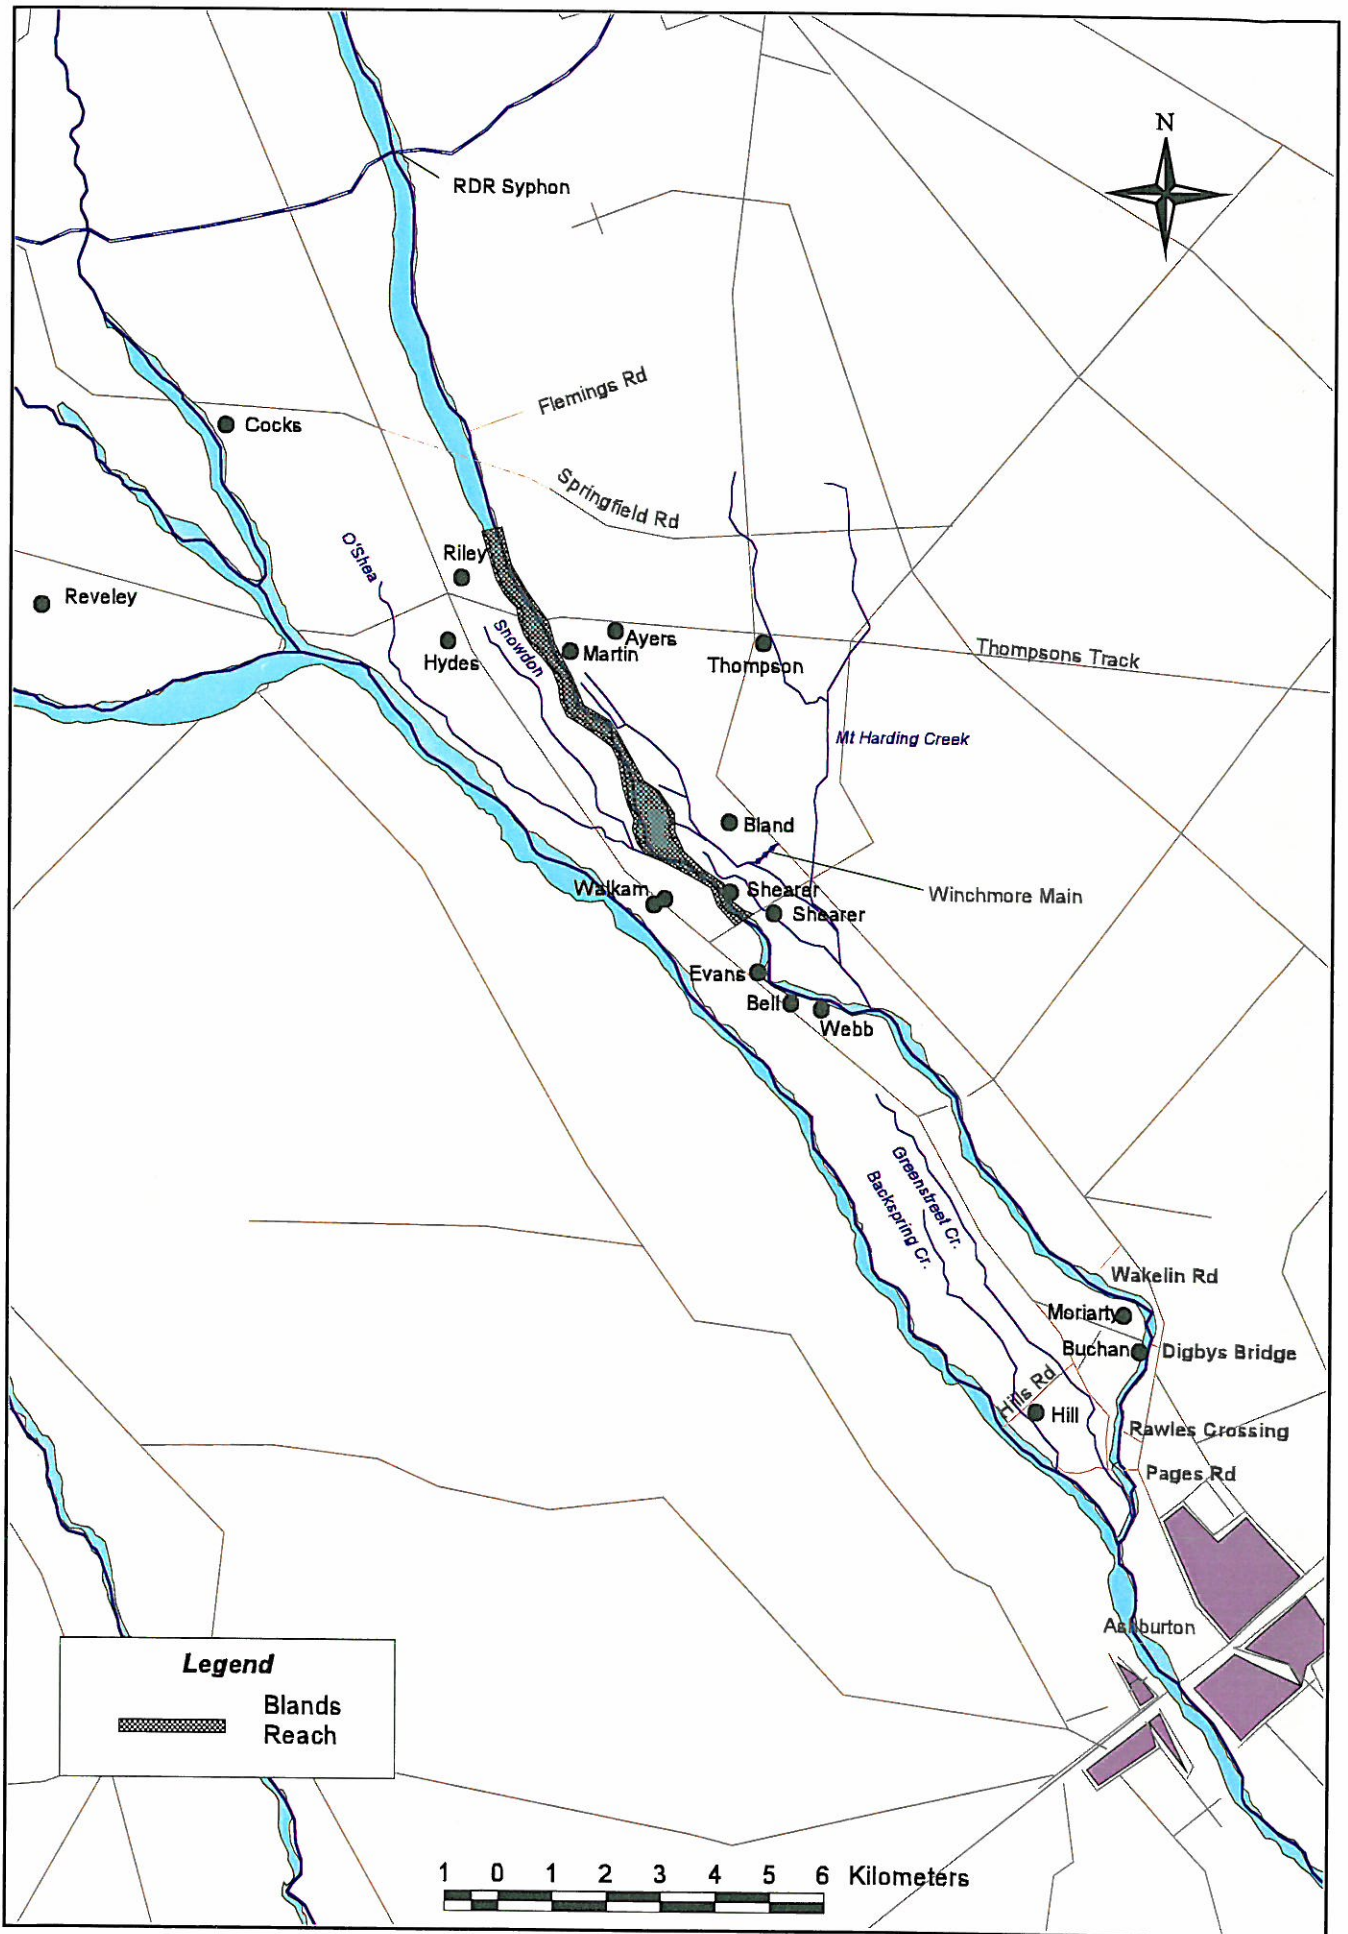 N
RDR Syphon
Flemings Rd
Cocks
Springfield Rd
O'Shea
Riley
Reveley
Snowdon
Ayers
Martin
Hydes
Thompson
Thompsons Track
Mt Harding Creek
Bland
Walkam
Shearer
Winchmore Main
Shearer
Evans
Bell
Webb
Greenstreet Cr.
Backspring Cr.
Wakelin Rd
Moriarty
Buchan
Digbys Bridge
Hills Rd
Hill
Rawles Crossing
Pages Rd
Ashburton
Legend
Blands
Reach
1 0 1 2 3 4 5 6 Kilometers